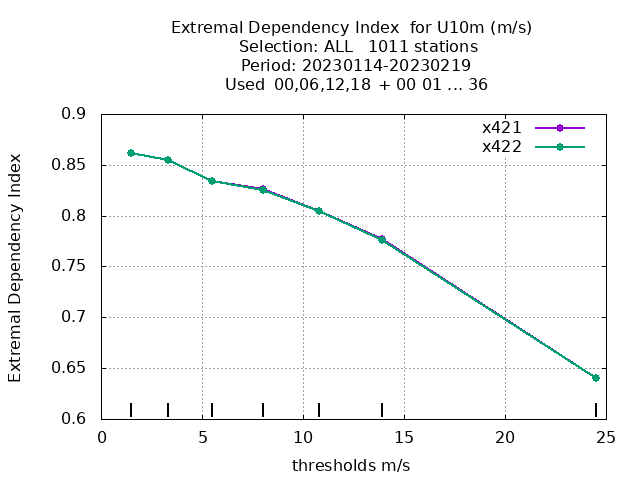 Extremal Dependency Index  for U10m (m/s)
Selection: ALL   1011 stations
Period: 20230114-20230219
Used  00,06,12,18  + 00 01 ... 36
x421
x422
Extremal Dependency Index
0.9
0.85
0.8
0.75
0.7
0.65
0.6
0 5 10 15 20 25
thresholds m/s